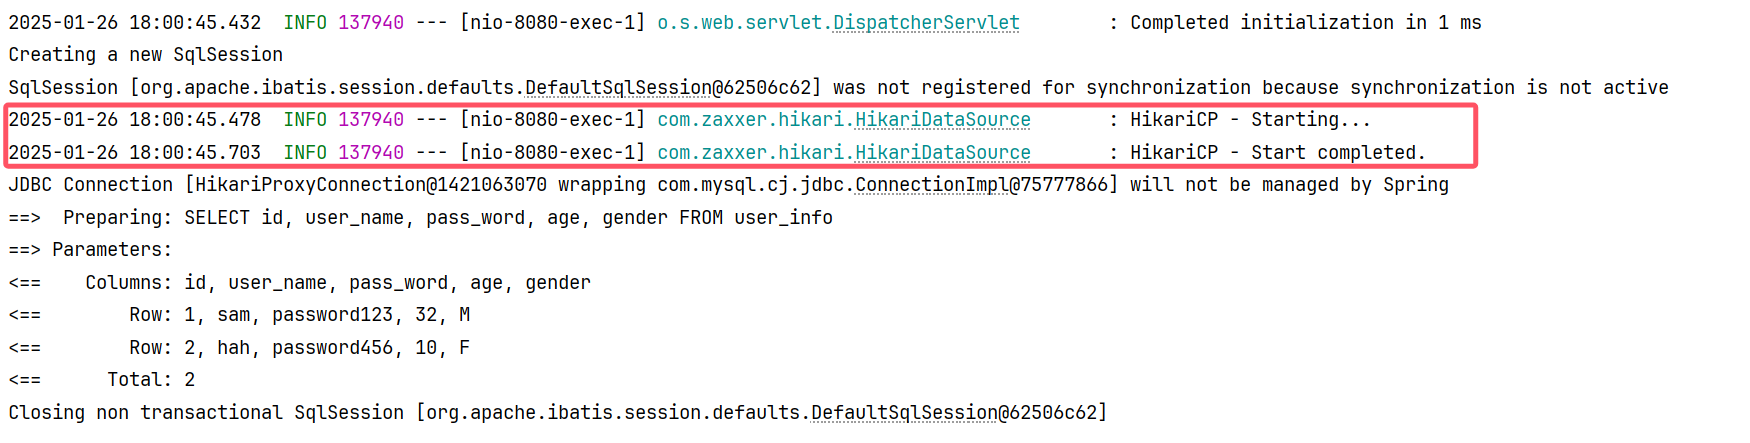 2025-01-26 18:00:45.432  INFO 137940 --- [nio-8080-exec-1] o.s.web.servlet.DispatcherServlet        : Completed initialization in 1 ms
Creating a new SqlSession
SqlSession [org.apache.ibatis.session.defaults.DefaultSqlSession@62506c62] was not registered for synchronization because synchronization is not active
2025-01-26 18:00:45.478  INFO 137940 --- [nio-8080-exec-1] com.zaxxer.hikari.HikariDataSource       : HikariCP - Starting...
2025-01-26 18:00:45.703  INFO 137940 --- [nio-8080-exec-1] com.zaxxer.hikari.HikariDataSource       : HikariCP - Start completed.
JDBC Connection [HikariProxyConnection@1421063070 wrapping com.mysql.cj.jdbc.ConnectionImpl@75777866] will not be managed by Spring
==>  Preparing: SELECT id, user_name, pass_word, age, gender FROM user_info
==> Parameters:
<==    Columns: id, user_name, pass_word, age, gender
<==        Row: 1, sam, password123, 32, M
<==        Row: 2, hah, password456, 10, F
<==      Total: 2
Closing non transactional SqlSession [org.apache.ibatis.session.defaults.DefaultSqlSession@62506c62]